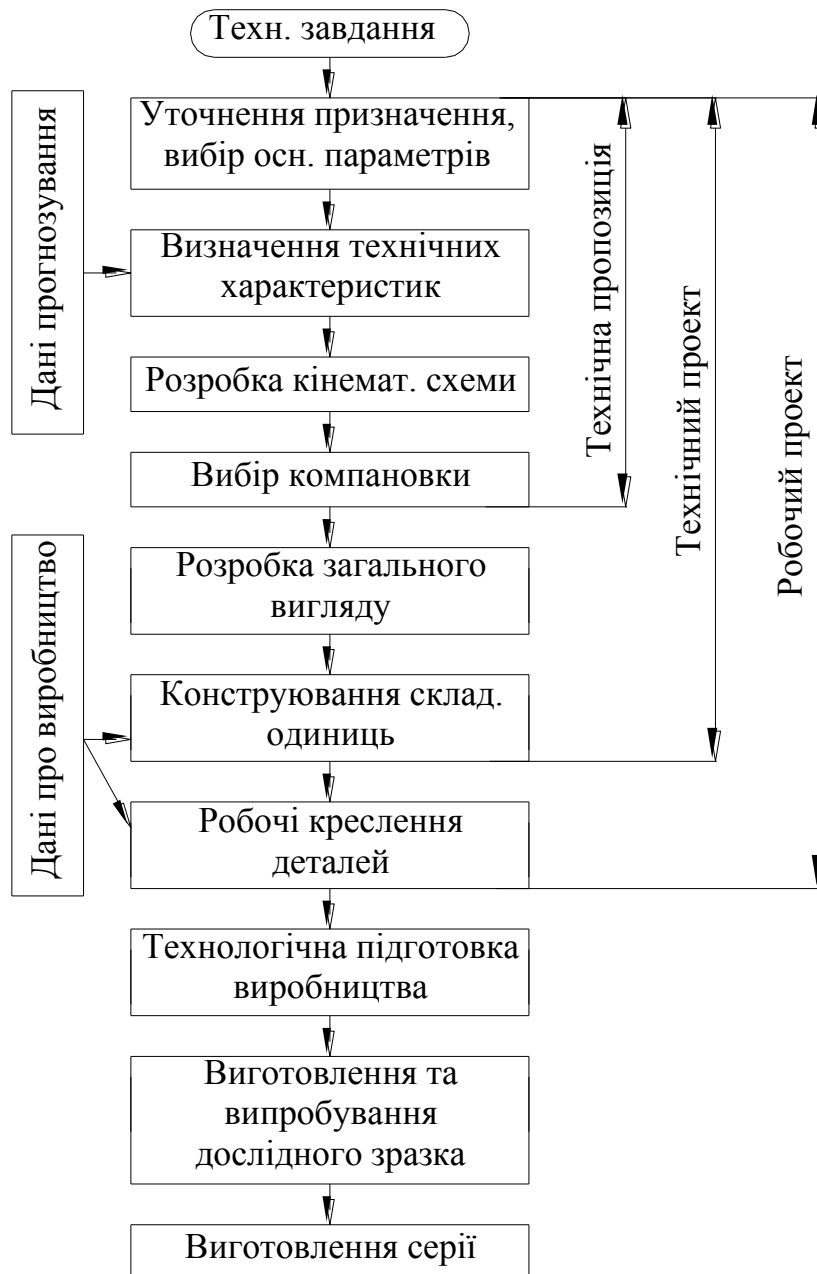 Техн. завдання
Уточнення призначення,
вибір осн. параметрів
Визначення технічних
характеристик
Розробка кінемат. схеми
Вибір компановки
Розробка загального
вигляду
Конструювання склад.
одиниць
Робочі креслення
деталей
Технологічна підготовка
виробництва
Виготовлення та
випробування
дослідного зразка
Виготовлення серії
Дані прогнозування
Дані про виробництво
Технічна пропозиція
Технічний проект
Робочий проект